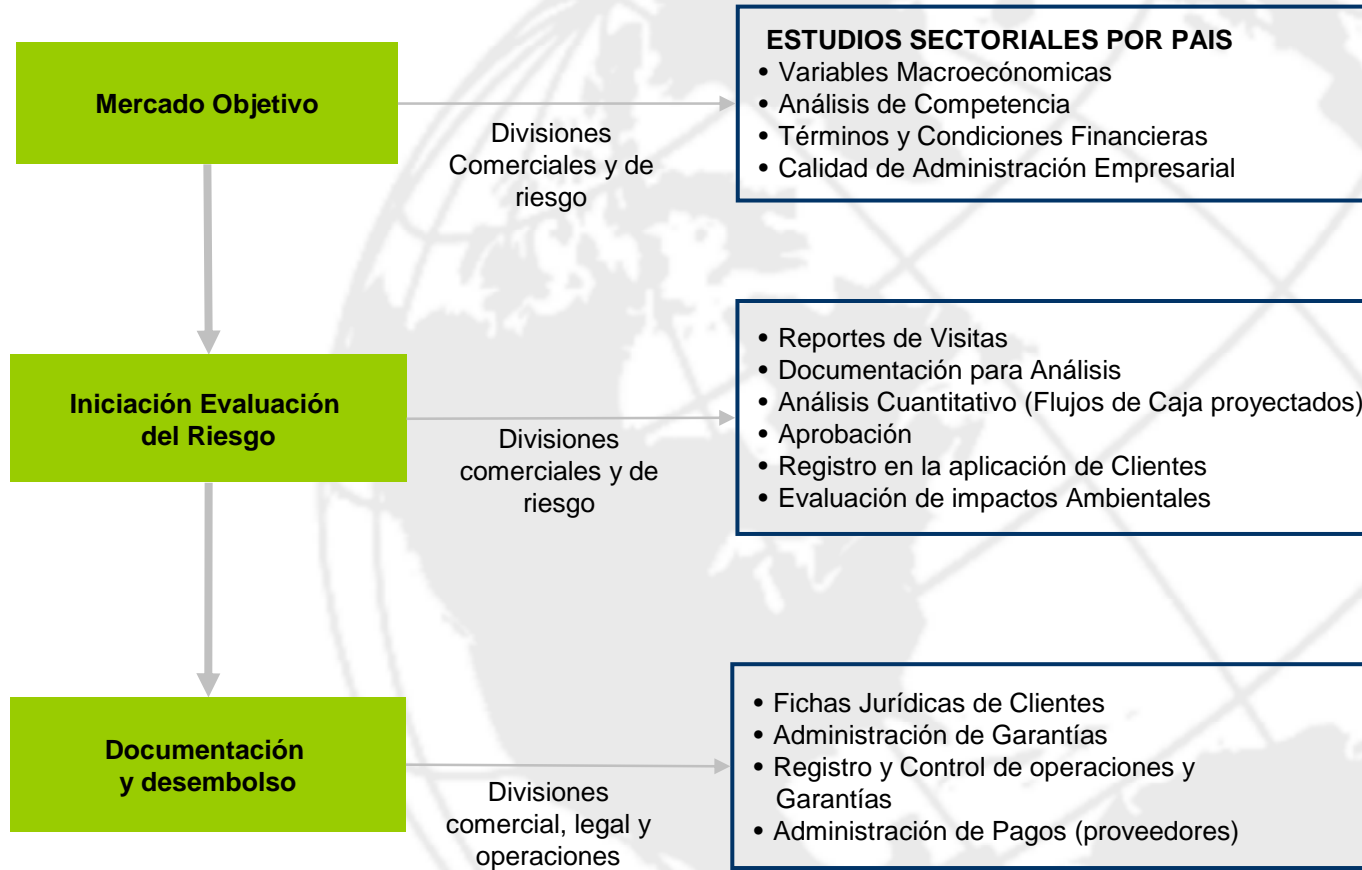 Mercado Objetivo
Divisiones
Comerciales y de
riesgo
ESTUDIOS SECTORIALES POR PAIS
• Variables Macroecónomicas
• Análisis de Competencia
• Términos y Condiciones Financieras
• Calidad de Administración Empresarial
Iniciación Evaluación
del Riesgo
Divisiones
comerciales y de
riesgo
• Reportes de Visitas
• Documentación para Análisis
• Análisis Cuantitativo (Flujos de Caja proyectados)
• Aprobación
• Registro en la aplicación de Clientes
• Evaluación de impactos Ambientales
Documentación
y desembolso
Divisiones
comercial, legal y
operaciones
• Fichas Jurídicas de Clientes
• Administración de Garantías
• Registro y Control de operaciones y
Garantías
• Administración de Pagos (proveedores)